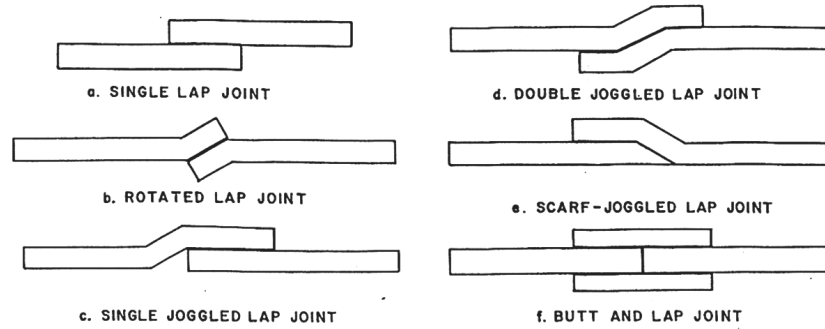 a. SINGLE LAP JOINT
b. ROTATED LAP JOINT
c. SINGLE JOGGLED LAP JOINT
d. DOUBLE JOGGLED LAP JOINT
e. SCARF-JOGGLED LAP JOINT
f. BUTT AND LAP JOINT